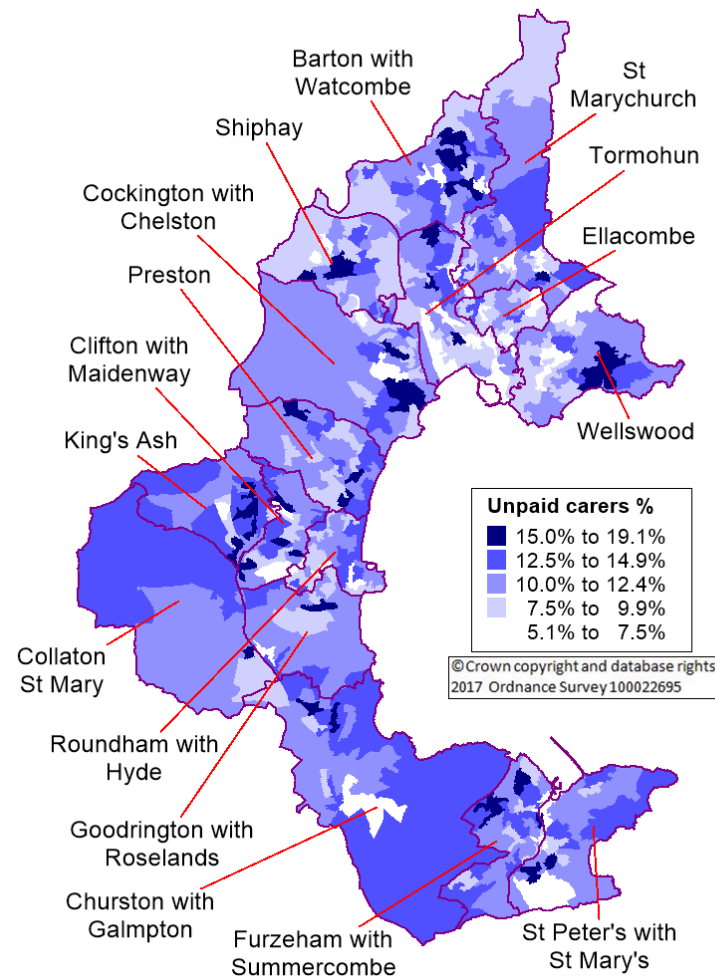 Barton with
Watcombe
St
Marychurch
Shiphay
Tormohun
Cockington with
Chelston
Ellacombe
Preston
Clifton with
Maidenway
King's Ash
Wellswood
Unpaid carers %
15.0% to 19.1%
12.5% to 14.9%
10.0% to 12.4%
7.5% to 9.9%
5.1% to 7.5%
©Crown copyright and database rights
2017 Ordnance Survey 100022695
Collaton
St Mary
Roundham with
Hyde
Goodrington with
Roselands
Churston with
Galmpton
Furzeham with
Summercombe
St Peter's with
St Mary's